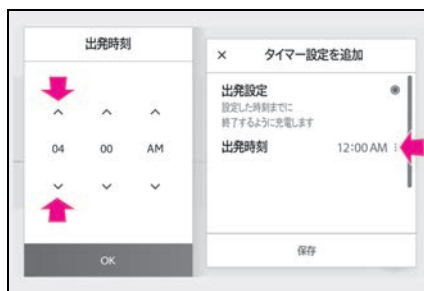 出発時刻
04 00 AM
OK
× タイマー設定を追加
出発設定
設定した時刻までに
終了するように充電します
出発時刻 12:00 AM
保存